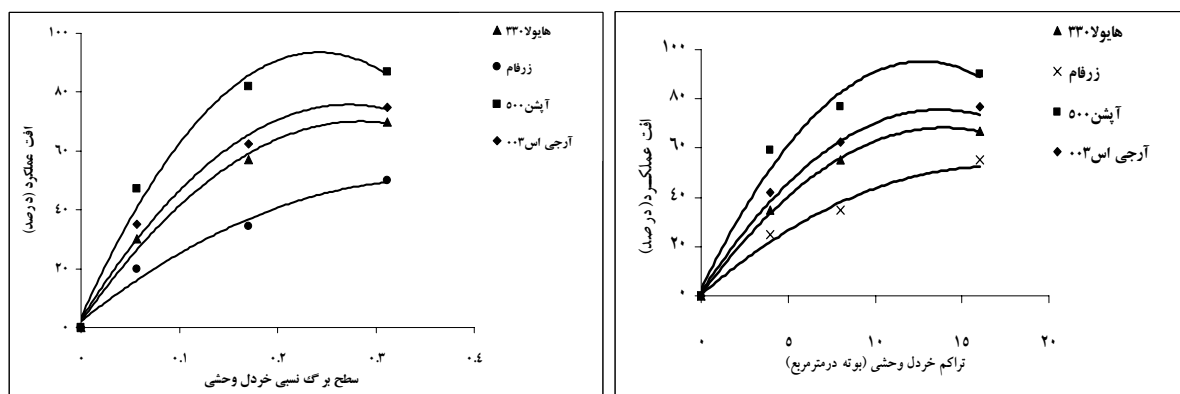 هایولا۳۳۰
زرفام
آپشن۵۰۰
آرجی اس۰۰۳
افت عملکرد (درصد)
۱۰۰
۸۰
۶۰
۴۰
۲۰
۰
۰
۰.۱
۰.۲
۰.۳
۰.٤
سطح برگ نسبی خردل وحشی
هایولا۳۳۰
زرفام
آپشن۵۰۰
آرجی اس۰۰۳
افت عملکرد(درصد)
۱۰۰
۸۰
۶۰
۴۰
۲۰
۰
۰
۵
۱۰
۱۵
۲۰
تراکم خردل وحشی (بوته درمترمربع)